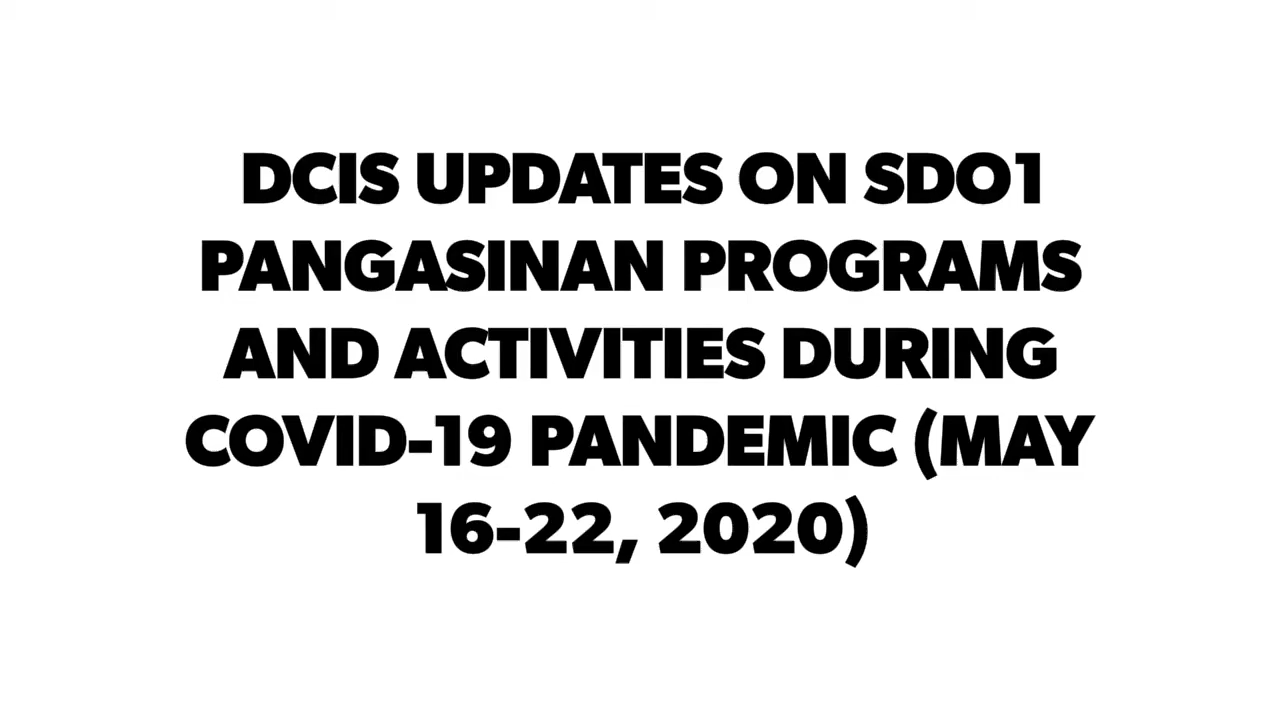 DCIS UPDATES ON SDO1
PANGASINAN PROGRAMS
AND ACTIVITIES DURING
COVID-19 PANDEMIC (MAY
16-22, 2020)